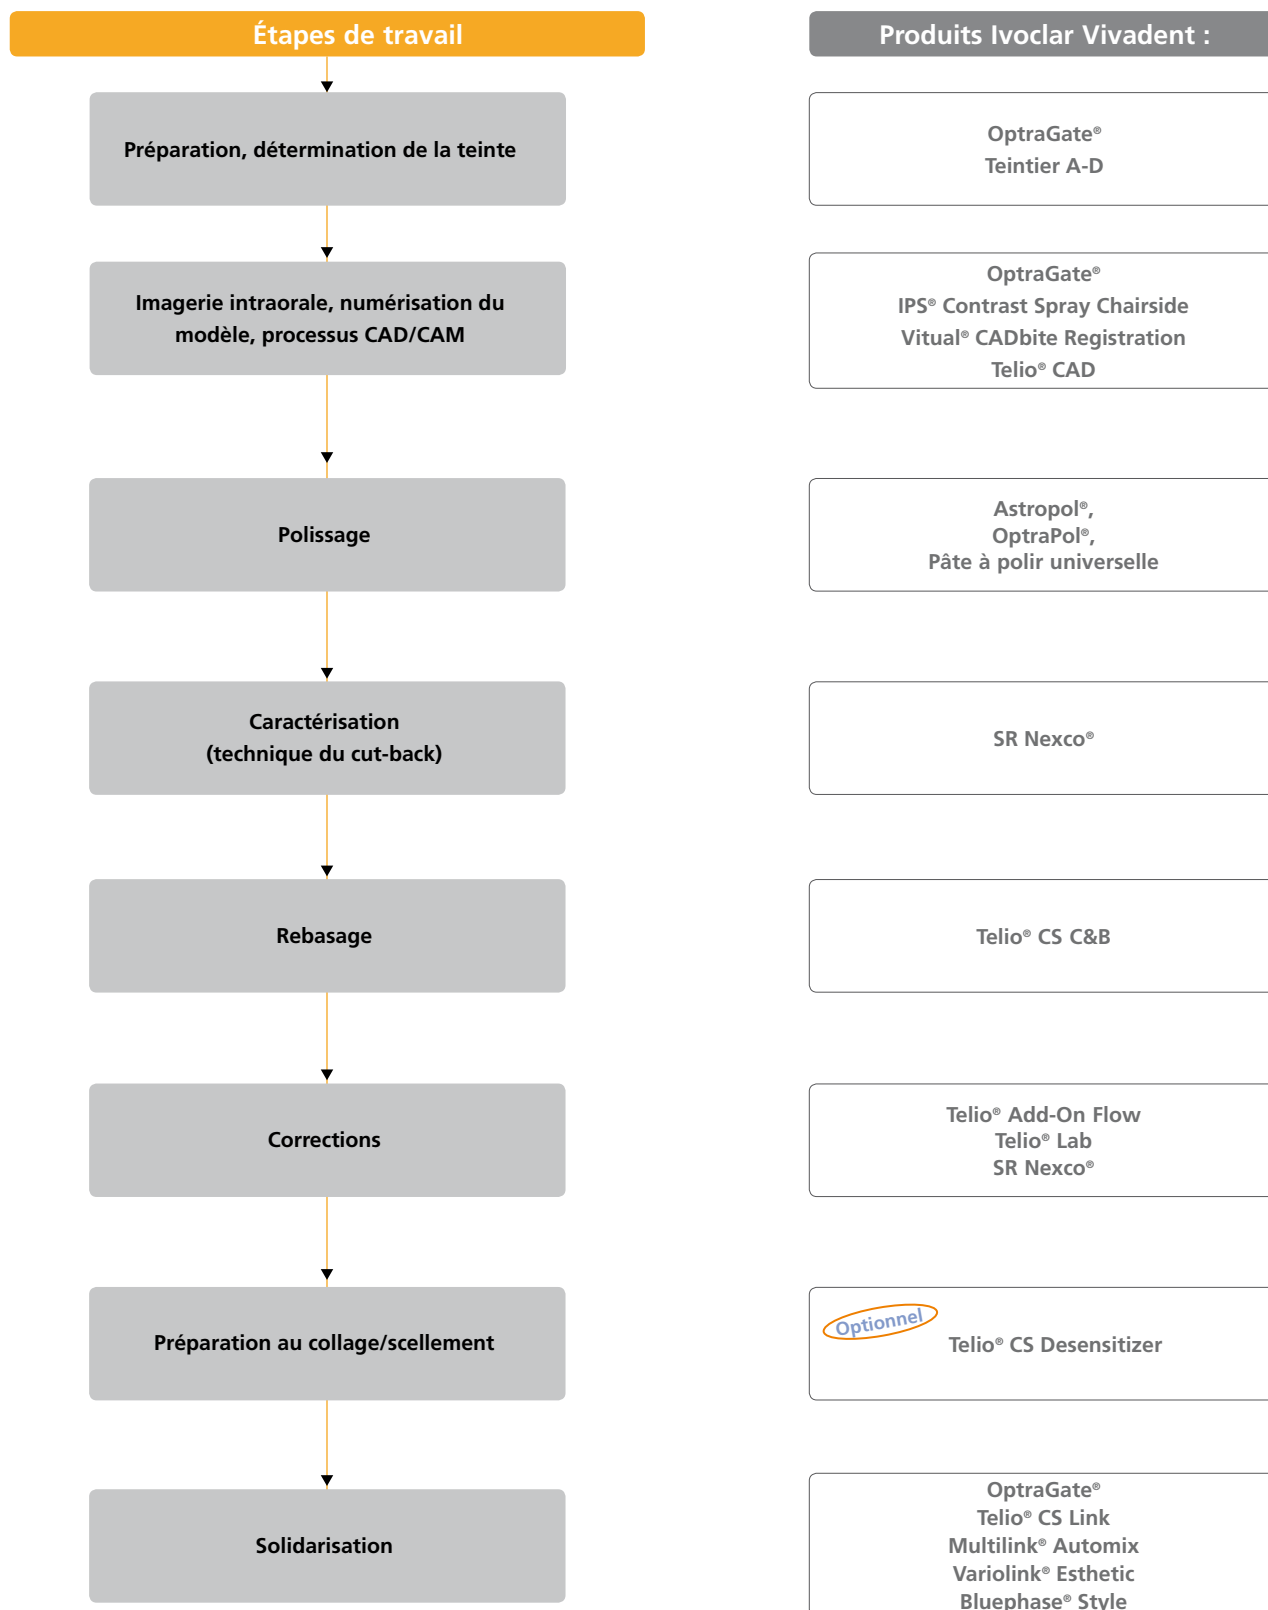 Étapes de travail
Produits Ivoclar Vivadent :
Préparation, détermination de la teinte
OptraGate®
Teintier A-D
Imagerie intraorale, numérisation du
modèle, processus CAD/CAM
OptraGate®
IPS® Contrast Spray Chairside
Vitual® CADbite Registration
Telio® CAD
Polissage
Astropol®,
OptraPol®,
Pâte à polir universelle
Caractérisation
(technique du cut-back)
SR Nexco®
Rebasage
Telio® CS C&B
Corrections
Telio® Add-On Flow
Telio® Lab
SR Nexco®
Préparation au collage/scellement
Optionnel
Telio® CS Desensitizer
Solidarisation
OptraGate®
Telio® CS Link
Multilink® Automix
Variolink® Esthetic
Bluephase® Style